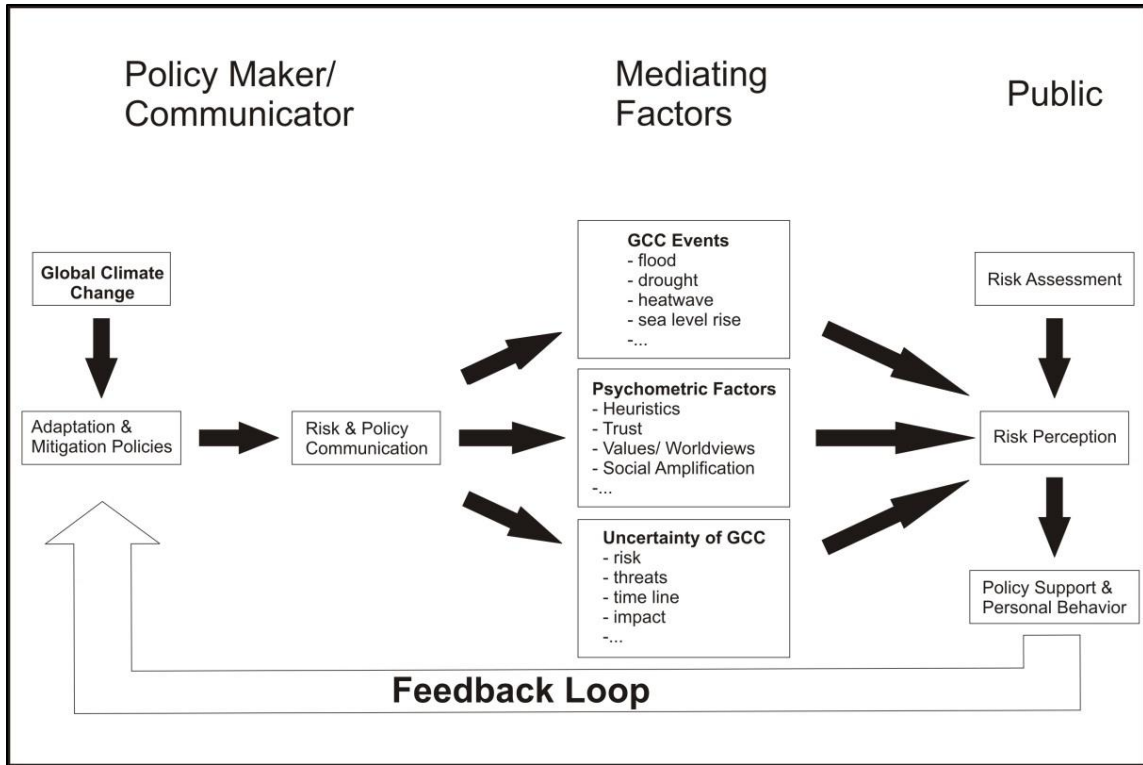 Policy Maker/
Communicator
Mediating
Factors
Public
Global Climate
Change
Adaptation &
Mitigation Policies
Risk & Policy
Communication
GCC Events
- flood
- drought
- heatwave
- sea level rise
-...
Psychometric Factors
- Heuristics
- Trust
- Values/ Worldviews
- Social Amplification
-...
Uncertainty of GCC
- risk
- threats
- time line
- impact
-...
Risk Assessment
Risk Perception
Policy Support &
Personal Behavior
Feedback Loop